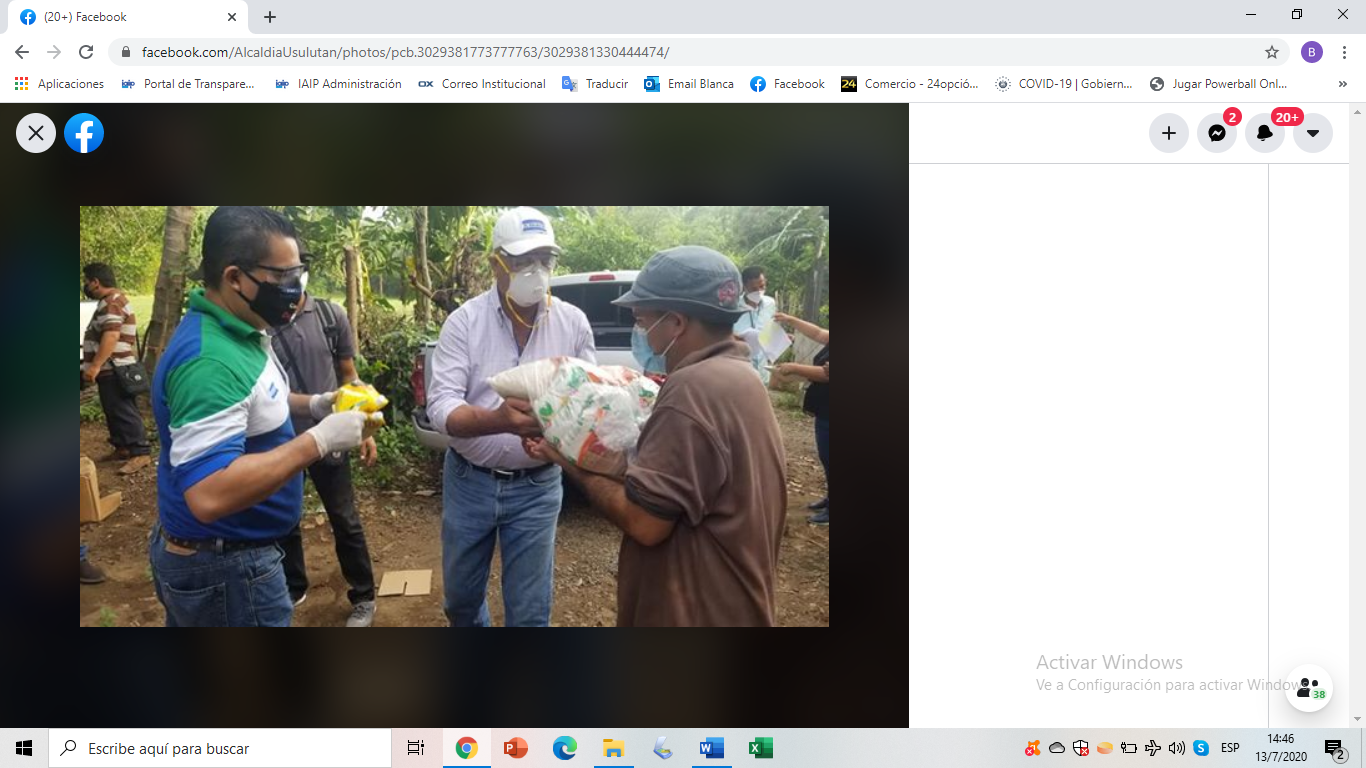 (20+) Facebook
facebook.com/AlcaldiaUsulutan/photos/pcb.3029381773777763/3029381330444474/
B
Aplicaciones
Portal de Transpare...
IAIP Administración
Correo Institucional
Traducir
Email Blanca
Facebook
24
Comercio - 24opció...
COVID-19 | Gobiern...
Jugar Powerball Onl...
2
20+
Activar Windows
Ve a Configuración para activar Windows
38
Escribe aquí para buscar
ESP
14:46
13/7/2020
2